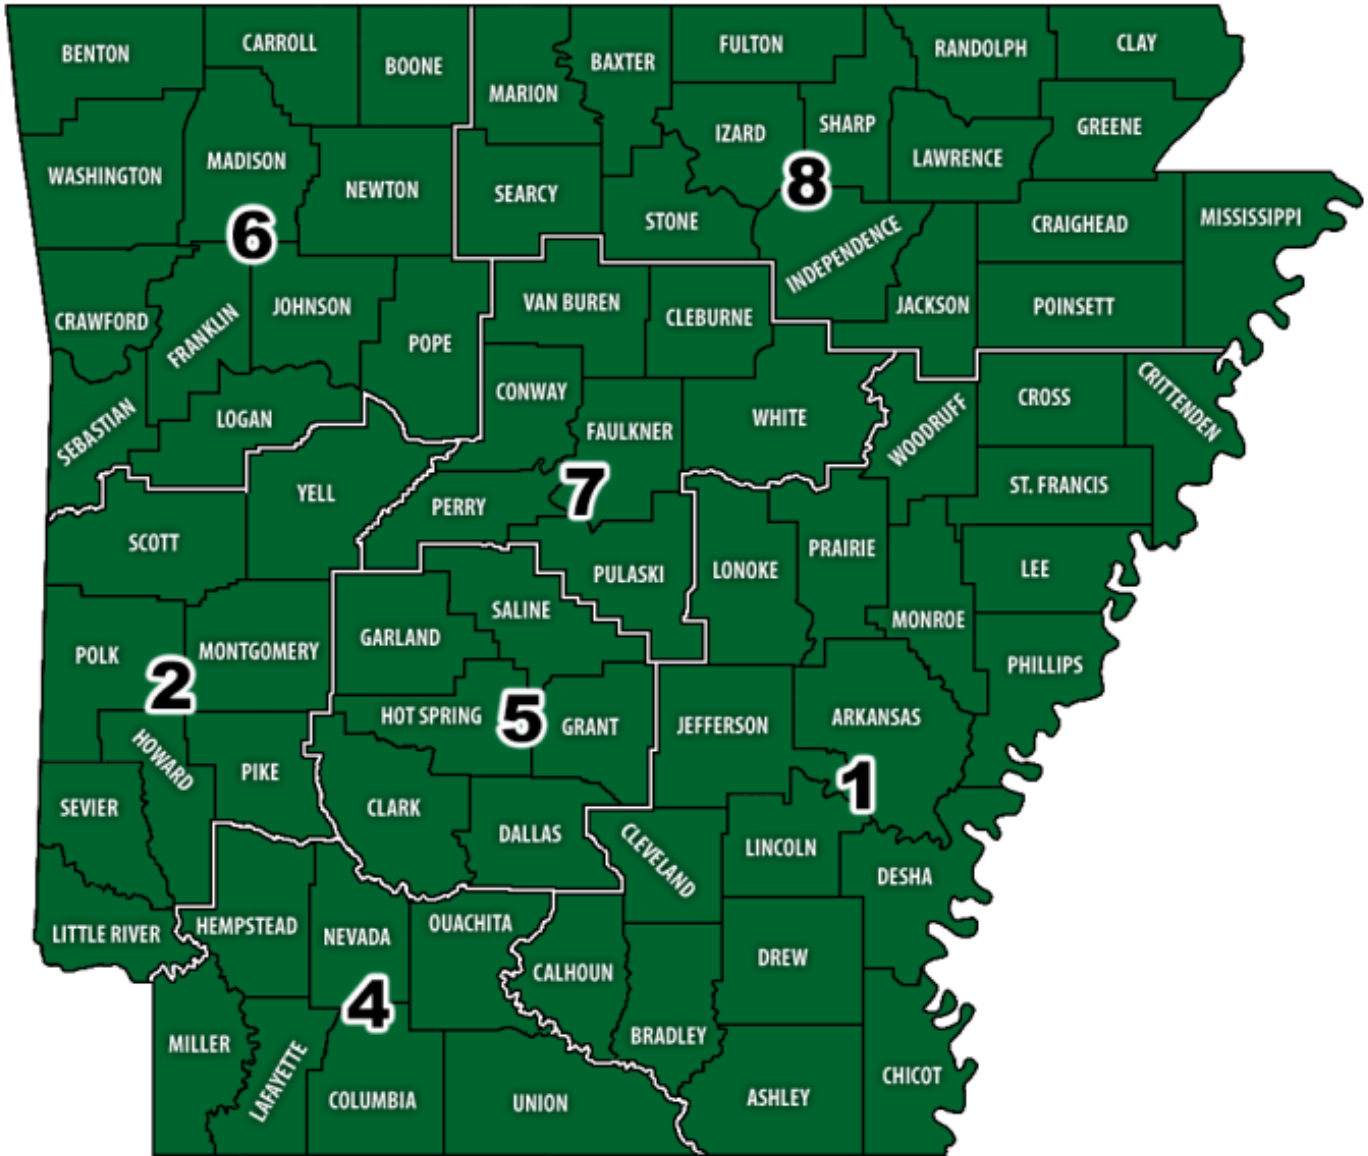 BENTON
CARROLL
BOONE
MARION
BAXTER
FULTON
RANDOLPH
CLAY
WASHINGTON
MADISON
NEWTON
SEARCY
IZARD
SHARP
LAWRENCE
GREENE
6
8
STONE
INDEPENDENCE
CRAIGHEAD
MISSISSIPPI
CRAWFORD
FRANKLIN
JOHNSON
POPE
VAN BUREN
CLEBURNE
JACKSON
POINSETT
SEBASTIAN
LOGAN
CONWAY
FAULKNER
WHITE
WOODRUFF
CROSS
CRITTENDEN
YELL
PERRY
7
ST. FRANCIS
SCOTT
PULASKI
LONOKE
PRAIRIE
LEE
POLK
MONTGOMERY
GARLAND
SALINE
MONROE
PHILLIPS
2
HOT SPRING
5
GRANT
JEFFERSON
ARKANSAS
HOWARD
PIKE
1
SEVIER
CLARK
DALLAS
CLEVELAND
LINCOLN
DESHA
LITTLE RIVER
HEMPSTEAD
NEVADA
OUACHITA
CALHOUN
DREW
4
MILLER
LAFAYETTE
COLUMBIA
UNION
BRADLEY
ASHLEY
CHICOT